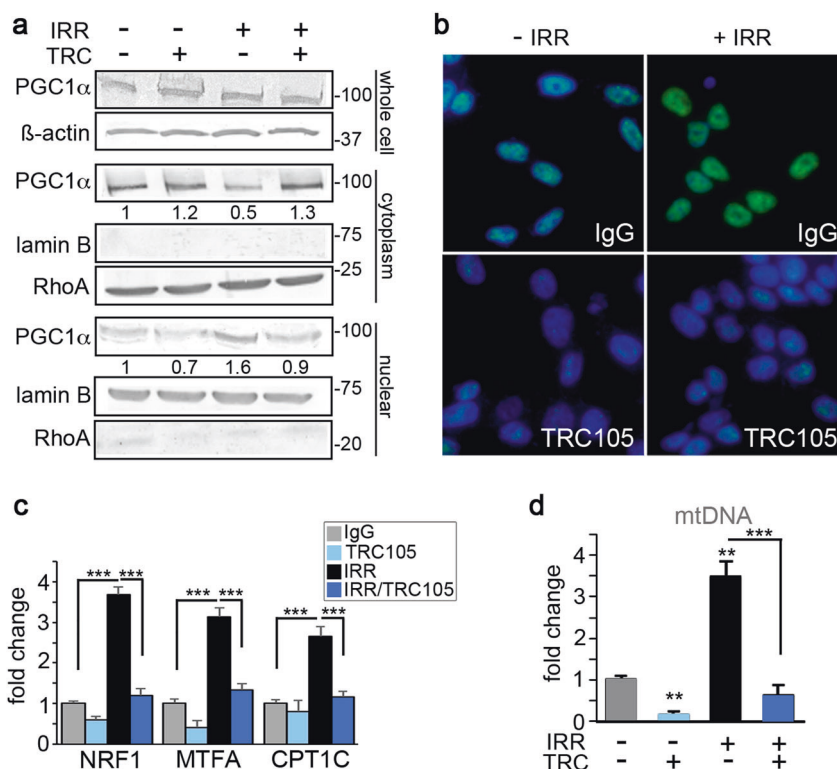 a
IRR - - + +
TRC - + - +
PGC1α -100
ß-actin -37
whole cell
PGC1α -100
1 1.2 0.5 1.3
lamin B -75
-25
RhoA
cytoplasm
PGC1α -100
1 0.7 1.6 0.9
lamin B -75
RhoA -20
nuclear
b
- IRR + IRR
IgG IgG
TRC105 TRC105
c
IgG
TRC105
IRR
IRR/TRC105
fold change
4
2
1
0
*** *** *** *** *** ***
NRF1 MTFA CPT1C
d
mtDNA
fold change
4
3
2
1
0
** ** ***
IRR - - + +
TRC - + - +